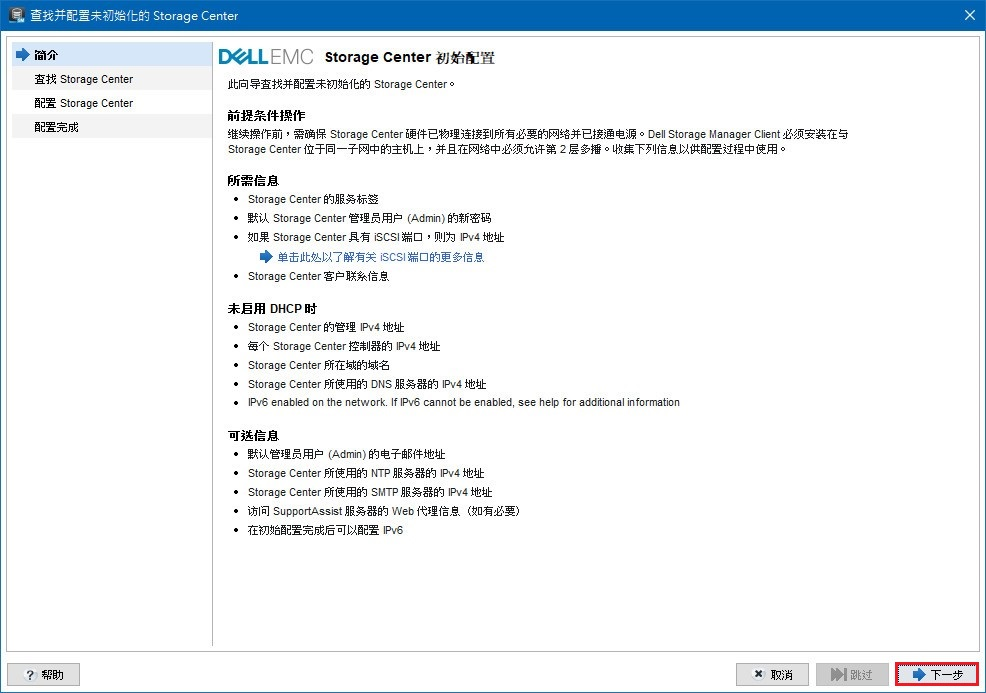 查找并配置未初始化的 Storage Center
简介
查找 Storage Center
配置 Storage Center
配置完成
DELLEMC Storage Center 初始配置
此向导查找并配置未初始化的 Storage Center。
前提条件操作
继续操作前，需确保 Storage Center 硬件已物理连接到所有必要的网络并已接通电源。Dell Storage Manager Client 必须安装在与
Storage Center 位于同一子网中的主机上，并且在网络中必须允许第 2 层多播。收集下列信息以供配置过程中使用。
所需信息
• Storage Center 的服务标签
• 默认 Storage Center 管理员用户 (Admin) 的新密码
• 如果 Storage Center 具有 iSCSI 端口，则为 IPv4 地址
单击此处以了解有关 iSCSI 端口的更多信息
• Storage Center 客户联系信息
未启用 DHCP 时
• Storage Center 的管理 IPv4 地址
• 每个 Storage Center 控制器的 IPv4 地址
• Storage Center 所在域的域名
• Storage Center 所使用的 DNS 服务器的 IPv4 地址
• IPv6 enabled on the network. If IPv6 cannot be enabled, see help for additional information
可选信息
• 默认管理员用户 (Admin) 的电子邮件地址
• Storage Center 所使用的 NTP 服务器的 IPv4 地址
• Storage Center 所使用的 SMTP 服务器的 IPv4 地址
• 访问 SupportAssist 服务器的 Web 代理信息（如有必要）
• 在初始配置完成后可以配置 IPv6
? 帮助
取消
跳过
下一步